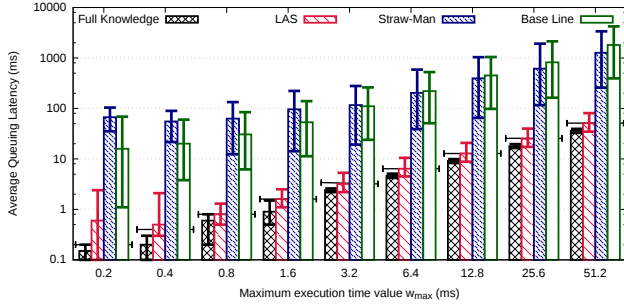 Full Knowledge LAS Straw-Man Base Line
10000
1000
100
10
1
0.1
Average Queuing Latency (ms)
0.2 0.4 0.8 1.6 3.2 6.4 12.8 25.6 51.2
Maximum execution time value wmax (ms)